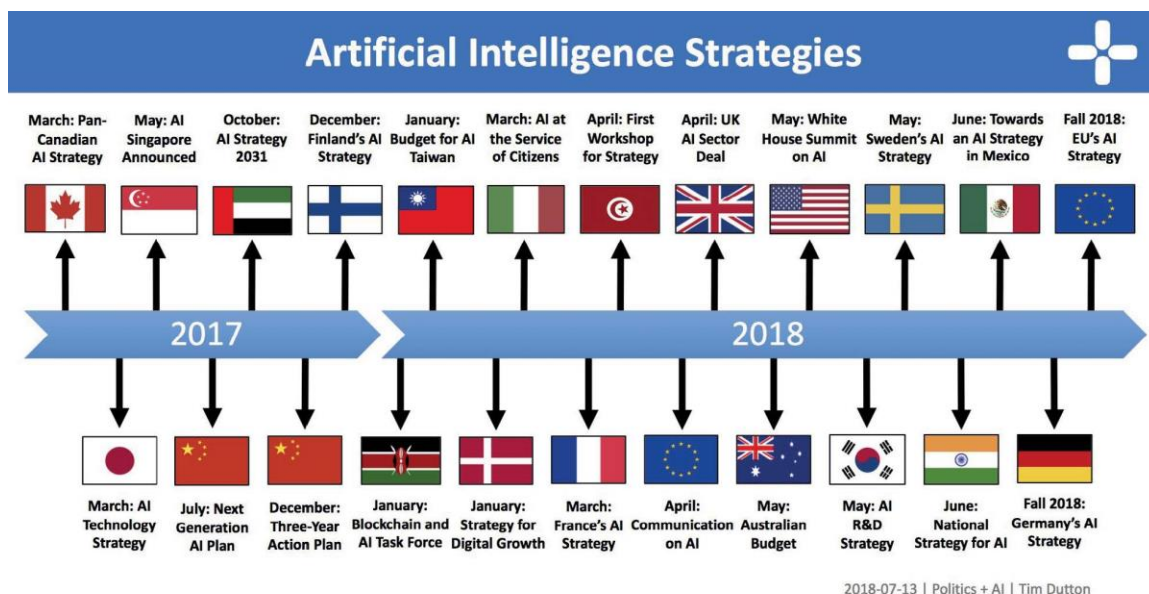 Artificial Intelligence Strategies
March: Pan-
Canadian
AI Strategy
May: AI
Singapore
Announced
October:
AI Strategy
2031
December:
Finland's AI
Strategy
January:
Budget for AI
Taiwan
March: AI at
the Service
of Citizens
April: First
Workshop
for Strategy
April: UK
AI Sector
Deal
May: White
House Summit
on AI
May:
Sweden's AI
Strategy
June: Towards
an AI Strategy
in Mexico
Fall 2018:
EU's AI
Strategy
2017
2018
March: AI
Technology
Strategy
July: Next
Generation
AI Plan
December:
Three-Year
Action Plan
January:
Blockchain and
AI Task Force
January:
Strategy for
Digital Growth
March:
France's AI
Strategy
April:
Communication
on AI
May:
Australian
Budget
May: AI
R&D
Strategy
June:
National
Strategy for AI
Fall 2018:
Germany's AI
Strategy
2018-07-13 | Politics + AI | Tim Dutton